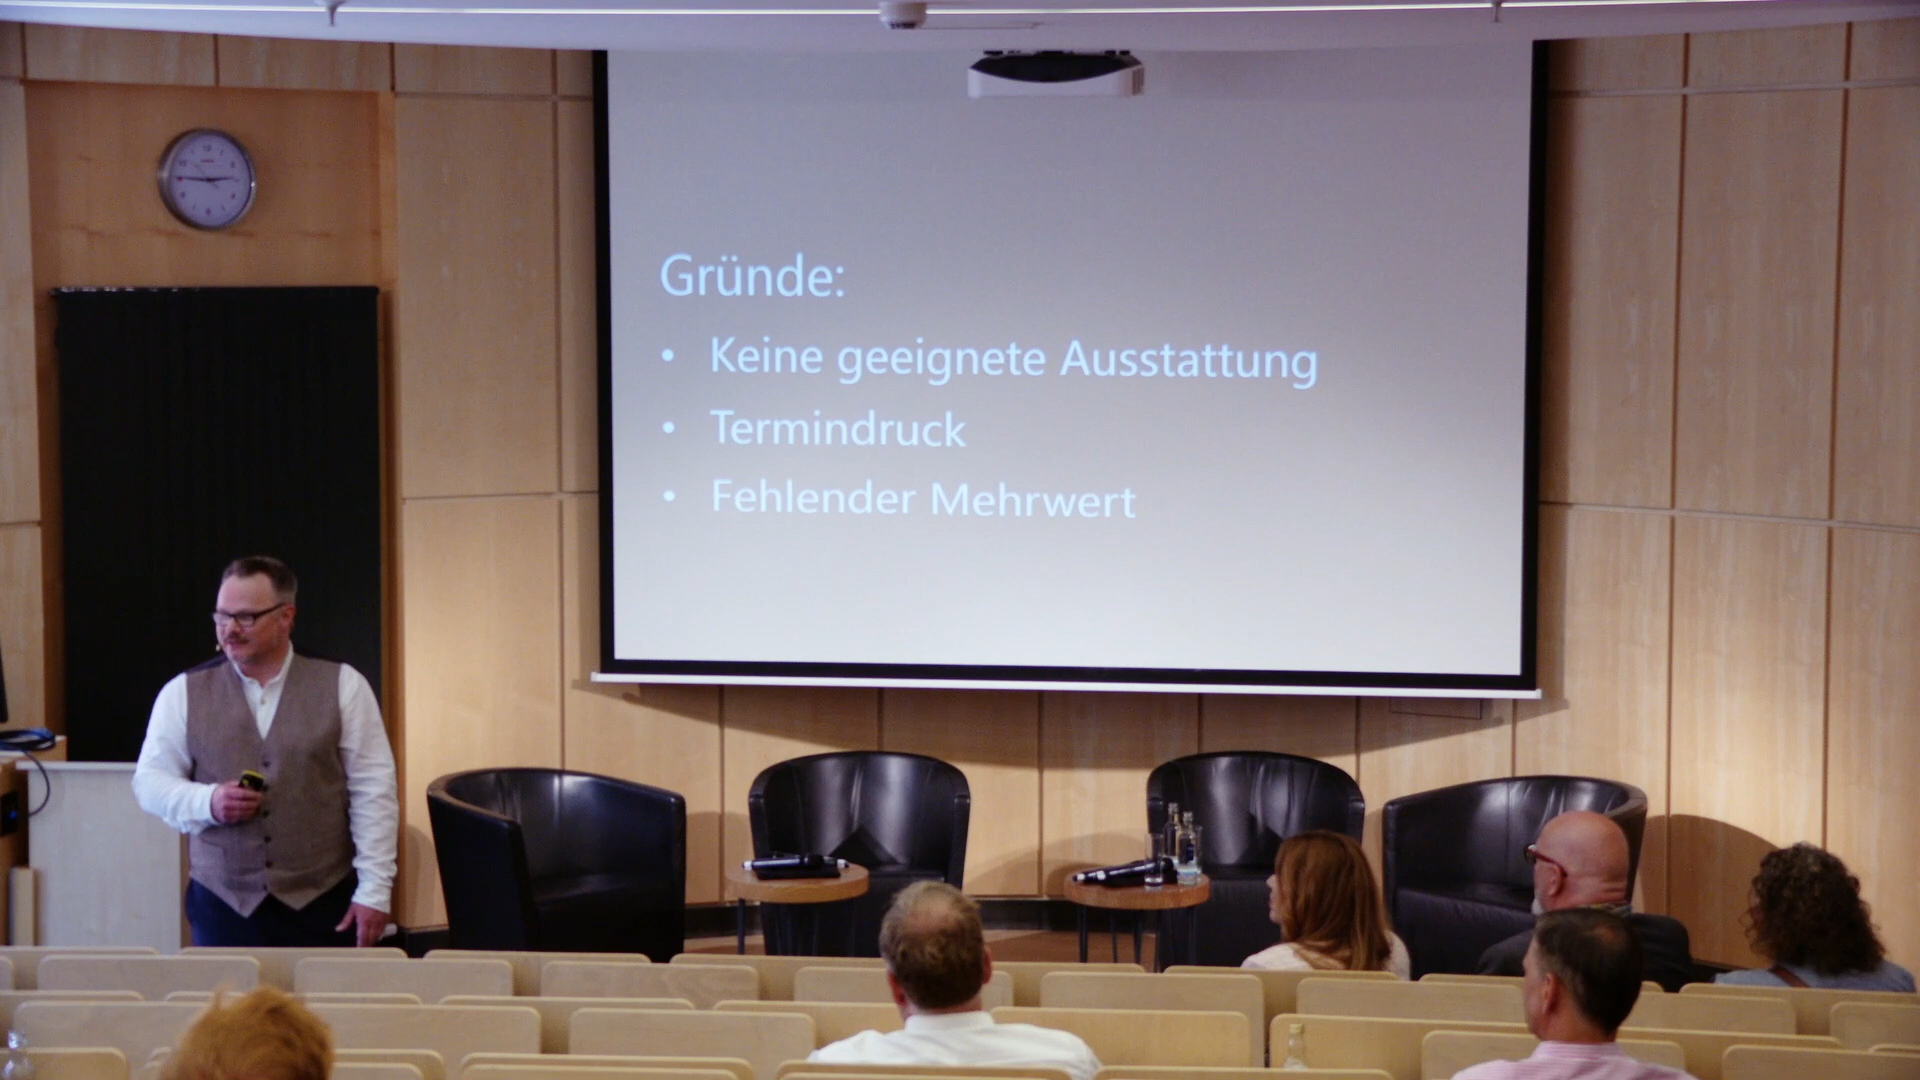 Gründe:
• Keine geeignete Ausstattung
• Termindruck
• Fehlender Mehrwert